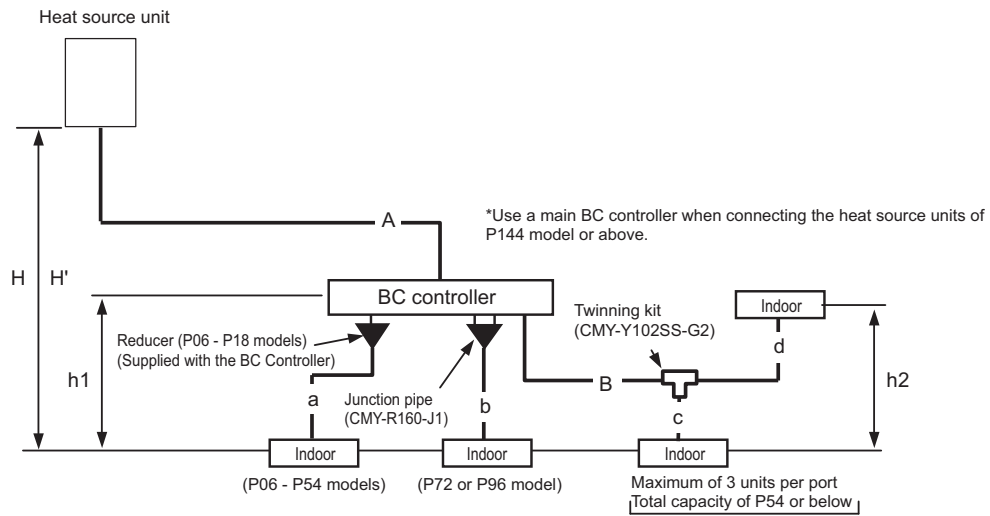 Heat source unit
A
*Use a main BC controller when connecting the heat source units of
P144 model or above.
H
H'
BC controller
Twinning kit
(CMY-Y102SS-G2)
Indoor
Reducer (P06 - P18 models)
(Supplied with the BC Controller)
d
h1
a
Junction pipe
(CMY-R160-J1)
b
B
h2
c
Indoor
Indoor
Indoor
(P06 - P54 models)
(P72 or P96 model)
Maximum of 3 units per port
Total capacity of P54 or below